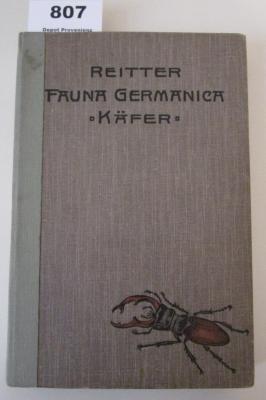 807
Depot Provenienz
REITTER
FAUNA GERMANICA
▫ KÄFER ▫